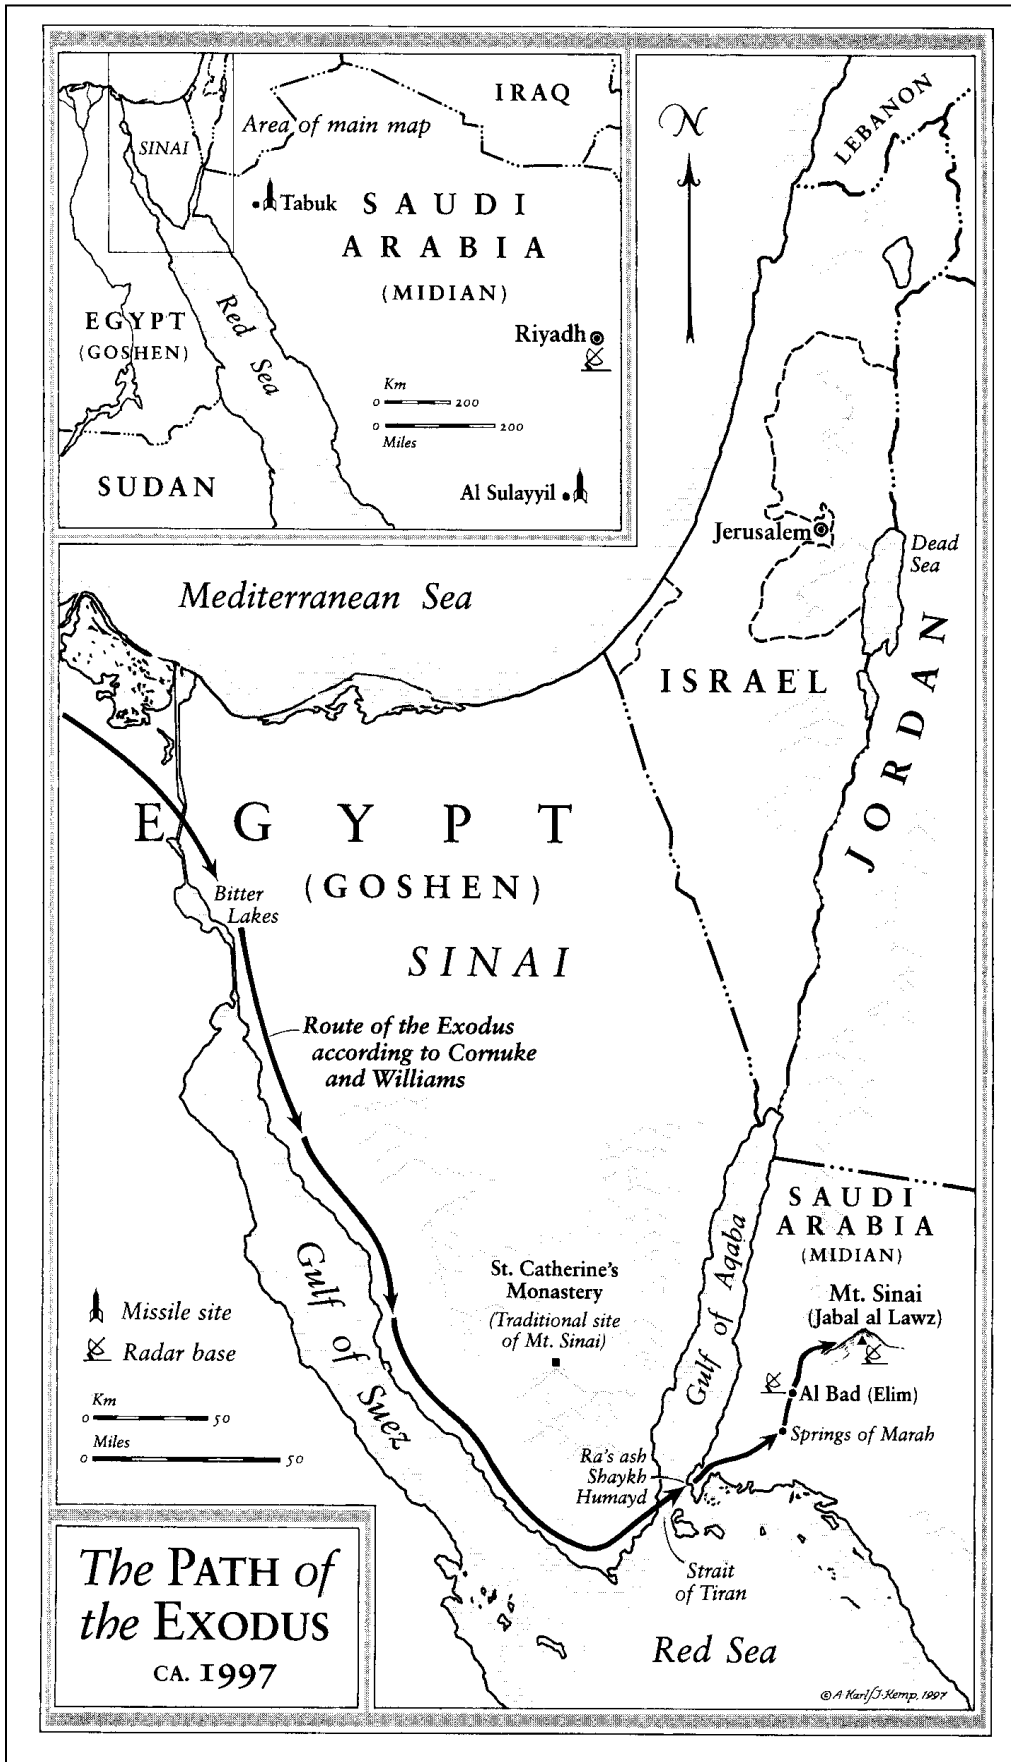 IRAQ
Area of main map
SINAI
Tabuk
SAUDI
ARABIA
(MIDIAN)
Riyadh
EGYPT
(GOSHEN)
Red
Sea
Km
0 200
0 200
Miles
SUDAN
Al Sulayyil
N
LEBANON
Jerusalem
Dead
Sea
Mediterranean Sea
ISRAEL
JORDAN
EGYPT
(GOSHEN)
Bitter
Lakes
SINAI
Route of the Exodus
according to Cornuke
and Williams
SAUDI
ARABIA
(MIDIAN)
Gulf of Aqaba
Gulf of Suez
St. Catherine's
Monastery
(Traditional site
of Mt. Sinai)
Mt. Sinai
(Jabal al Lawz)
Al Bad (Elim)
Springs of Marah
Ra's ash
Shaykh
Humayd
Strait
of Tiran
Red Sea
Missile site
Radar base
Km
0 50
Miles
0 50
The PATH of
the EXODUS
CA. 1997
©A Karl/J. Kemp, 1997